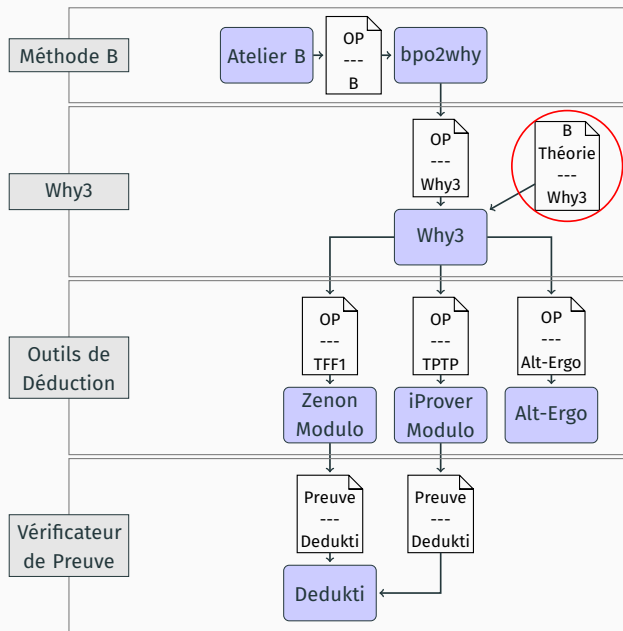 Méthode B
Atelier B
OP
---
B
bpo2why
Why3
OP
---
Why3
B
Théorie
---
Why3
Why3
Outils de
Déduction
OP
---
TFF1
OP
---
TPTP
OP
---
Alt-Ergo
Zenon
Modulo
iProver
Modulo
Alt-Ergo
Vérificateur
de Preuve
Preuve
---
Dedukti
Preuve
---
Dedukti
Dedukti